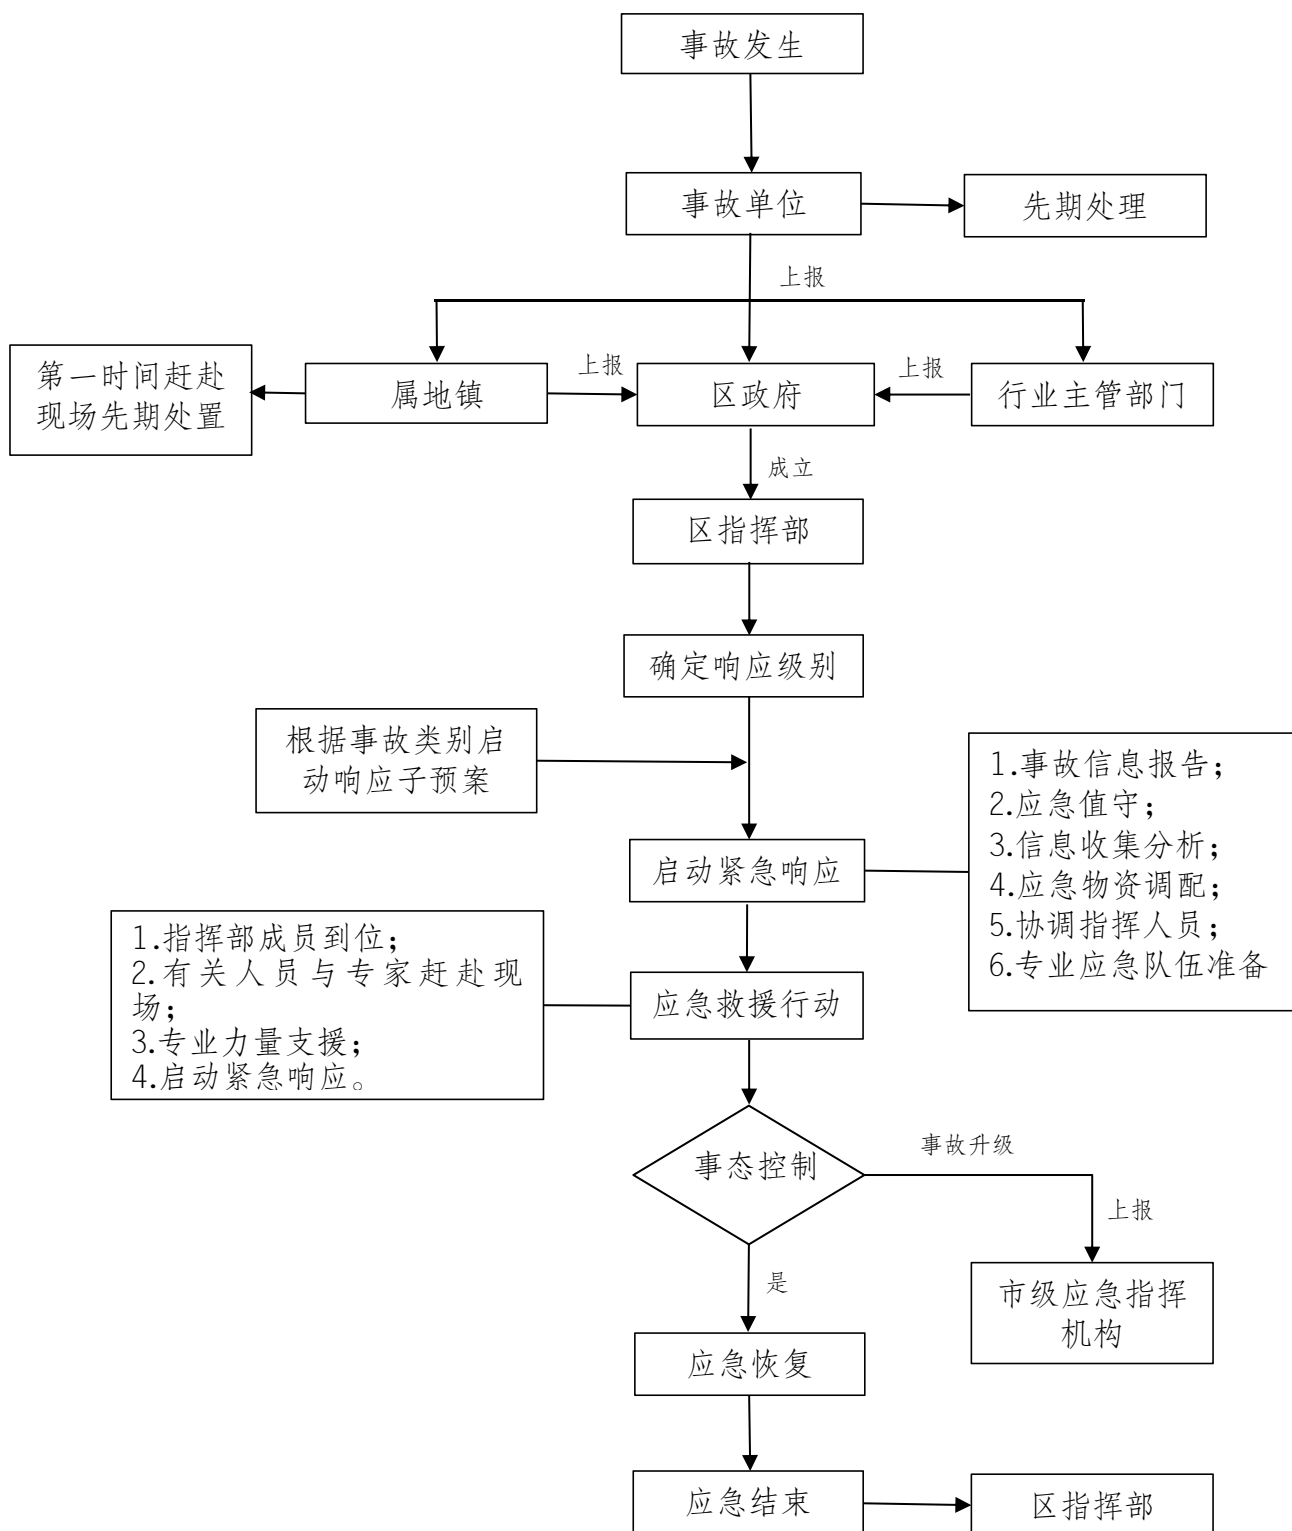 事故发生
事故单位
先期处理
上报
第一时间赶赴
现场先期处置
属地镇
上报
区政府
上报
行业主管部门
成立
区指挥部
确定响应级别
根据事故类别启
动响应子预案
1.事故信息报告；
2.应急值守；
3.信息收集分析；
4.应急物资调配；
5.协调指挥人员；
6.专业应急队伍准备
启动紧急响应
1.指挥部成员到位；
2.有关人员与专家赶赴现
场；
3.专业力量支援；
4.启动紧急响应。
应急救援行动
事态控制
事故升级
上报
市级应急指挥
机构
是
应急恢复
应急结束
区指挥部